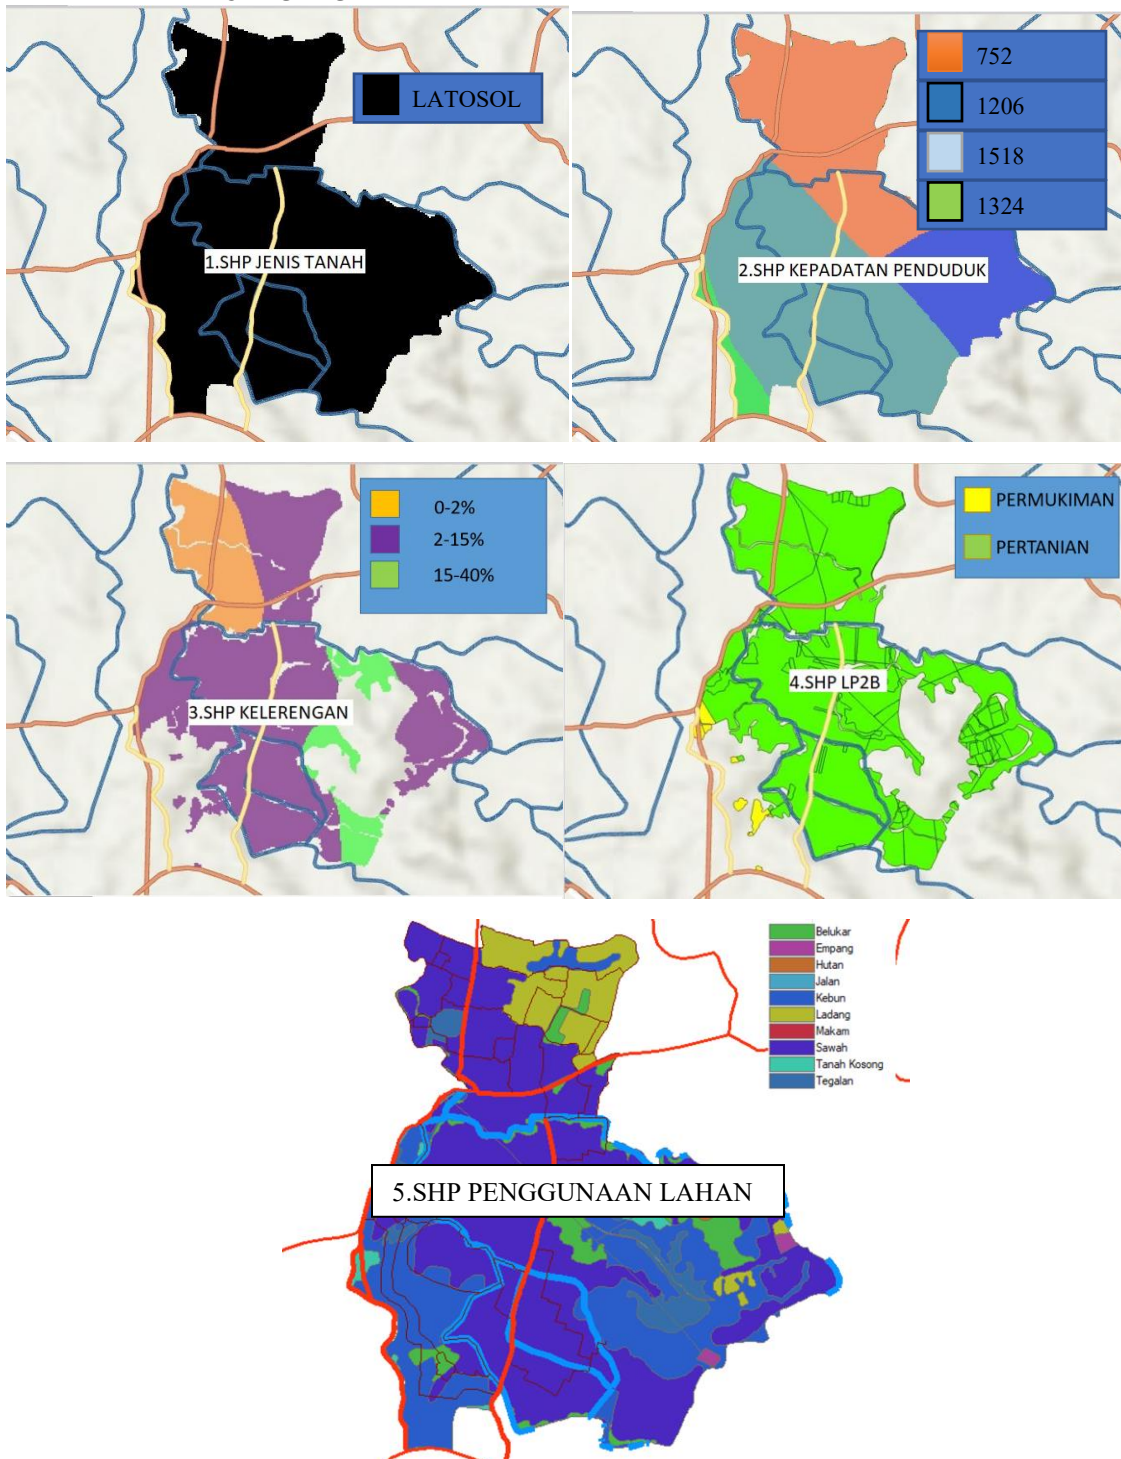 LATOSOL
1.SHP JENIS TANAH
752
1206
1518
1324
2.SHP KEPADATAN PENDUDUK
0-2%
2-15%
15-40%
3.SHP KELERENGAN
PERMUKIMAN
PERTANIAN
4.SHP LP2B
Belukar
Empang
Hutan
Jalan
Kebun
Ladang
Makam
Sawah
Tanah Kosong
Tegalan
5.SHP PENGGUNAAN LAHAN